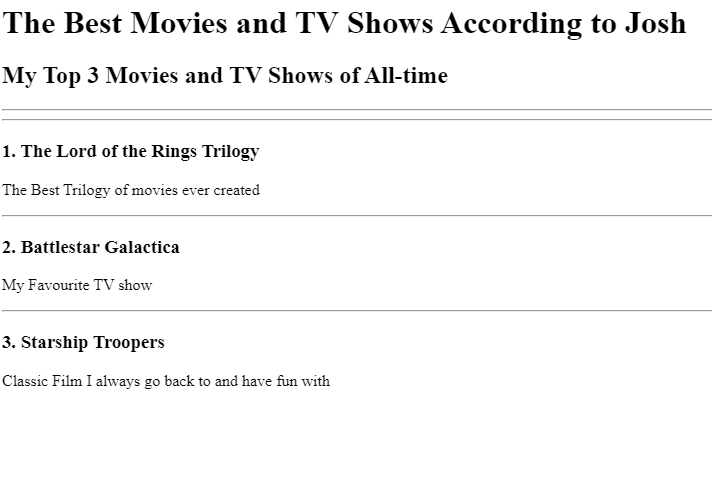 The Best Movies and TV Shows According to Josh
My Top 3 Movies and TV Shows of All-time
1. The Lord of the Rings Trilogy
The Best Trilogy of movies ever created
2. Battlestar Galactica
My Favourite TV show
3. Starship Troopers
Classic Film I always go back to and have fun with